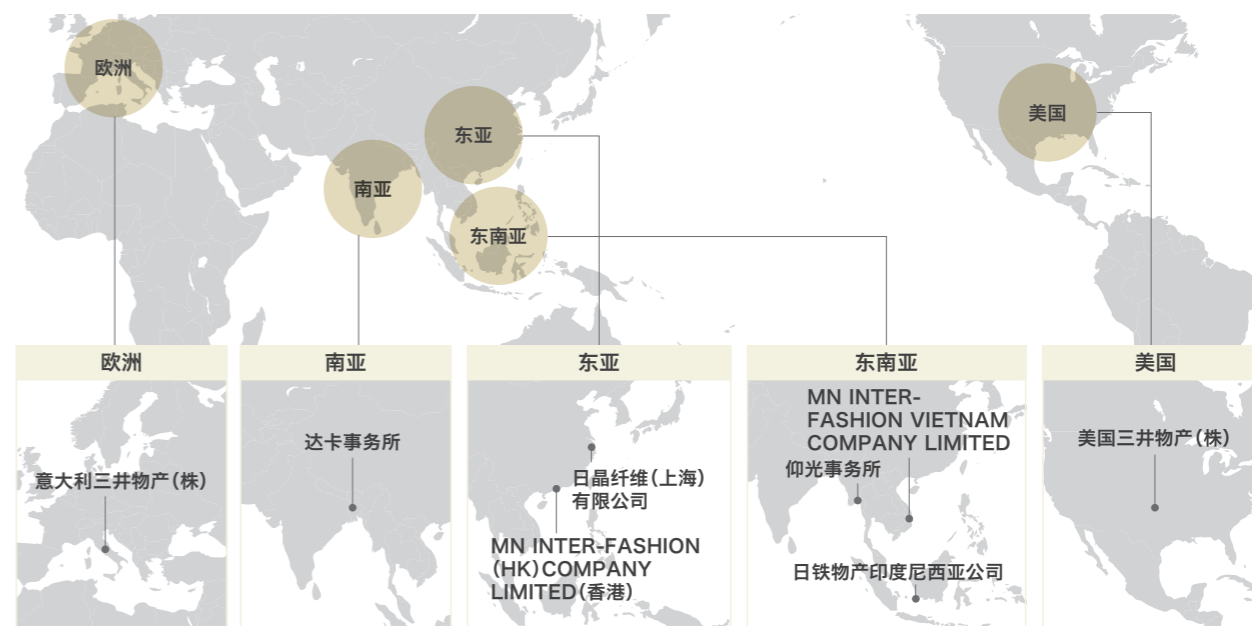 欧洲
南亚
东亚
东南亚
美国
欧洲
意大利三井物产（株）
南亚
达卡事务所
东亚
日晶纤维（上海）
有限公司
MN INTER-FASHION
（HK）COMPANY
LIMITED（香港）
东南亚
MN INTER-
FASHION VIETNAM
COMPANY LIMITED
仰光事务所
日铁物产印度尼西亚公司
美国
美国三井物产（株）